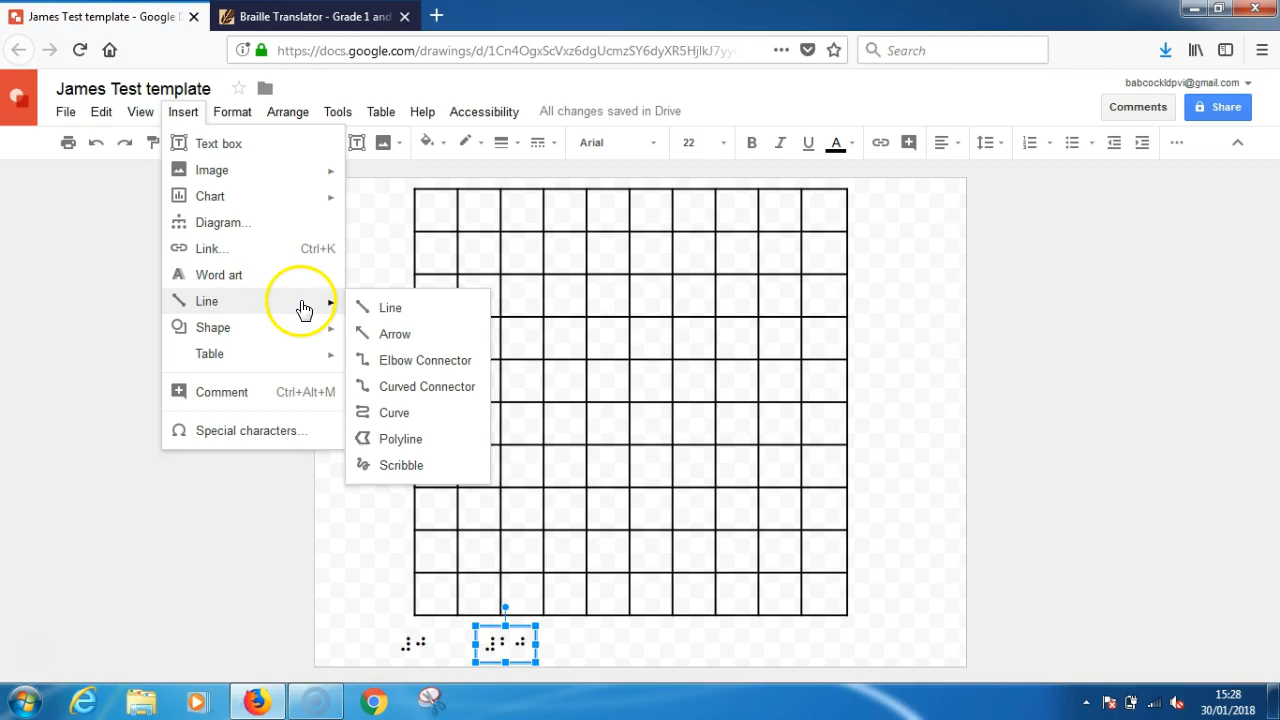 James Test template - Google D
Braille Translator - Grade 1 and
https://docs.google.com/drawings/d/1Cn4OgxScVxz6dgUcmzSY6dyXR5HjlkJ7yy
Search
James Test template
babcockldpvi@gmail.com
File Edit View Insert Format Arrange Tools Table Help Accessibility All changes saved in Drive
Comments
Share
Arial 22 B I U A
Text box
Image
Chart
Diagram...
Link... Ctrl+K
Word art
Line
Shape
Table
Comment Ctrl+Alt+M
Special characters...
Line
Arrow
Elbow Connector
Curved Connector
Curve
Polyline
Scribble
15:28
30/01/2018